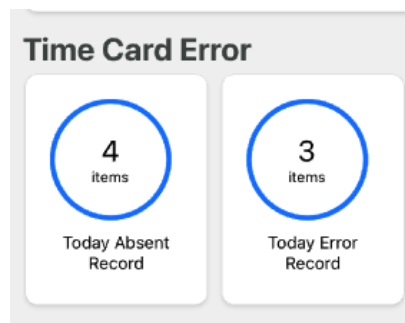 Time Card Error
4
items
Today Absent
Record
3
items
Today Error
Record